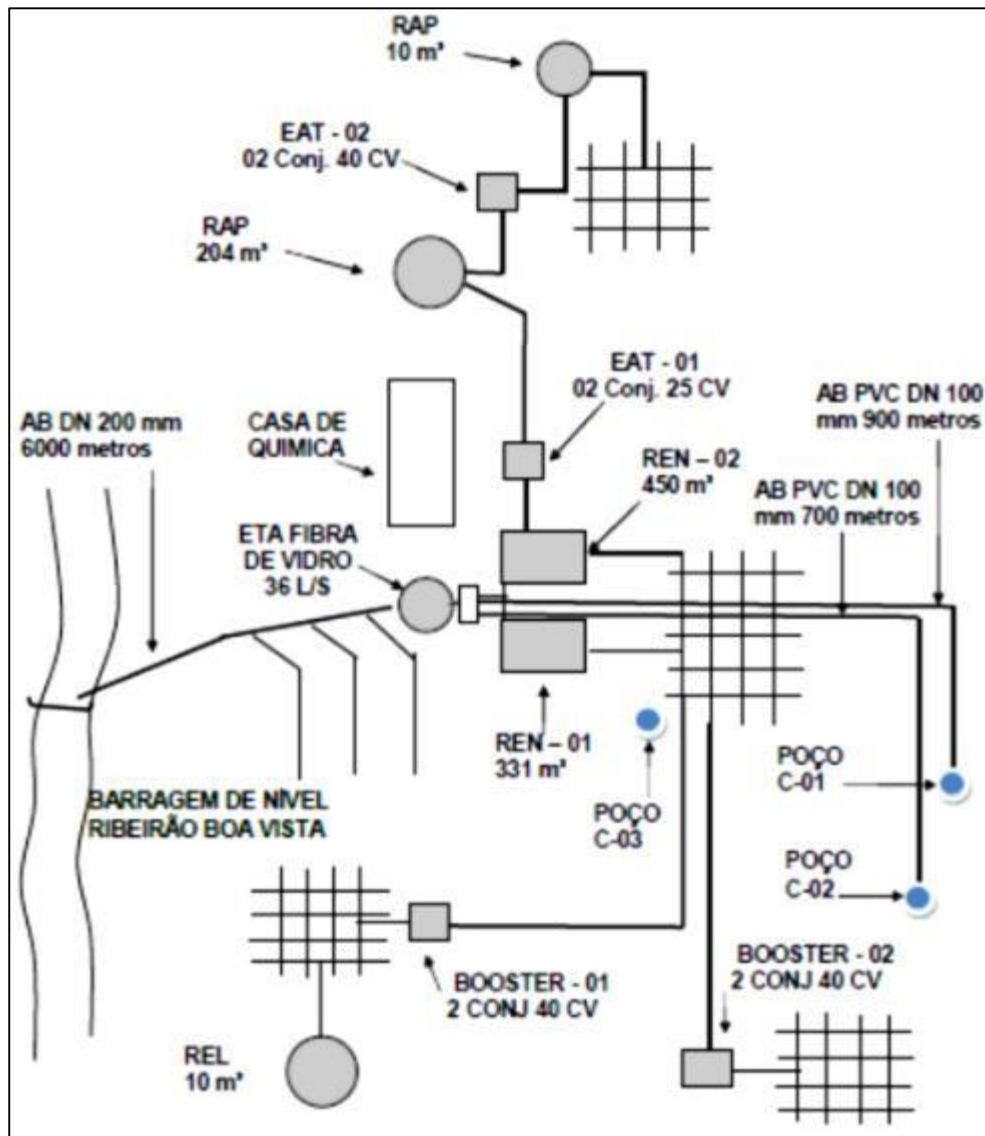 RAP
10 m³
EAT - 02
02 Conj. 40 CV
RAP
204 m³
EAT - 01
02 Conj. 25 CV
AB PVC DN 100
mm 900 metros
AB DN 200 mm
6000 metros
CASA DE
QUIMICA
REN – 02
450 m³
AB PVC DN 100
mm 700 metros
ETA FIBRA
DE VIDRO
36 L/S
REN – 01
331 m³
POÇO
C-01
BARRAGEM DE NÍVEL
RIBEIRÃO BOA VISTA
POÇO
C-03
POÇO
C-02
BOOSTER - 01
2 CONJ 40 CV
BOOSTER - 02
2 CONJ 40 CV
REL
10 m³